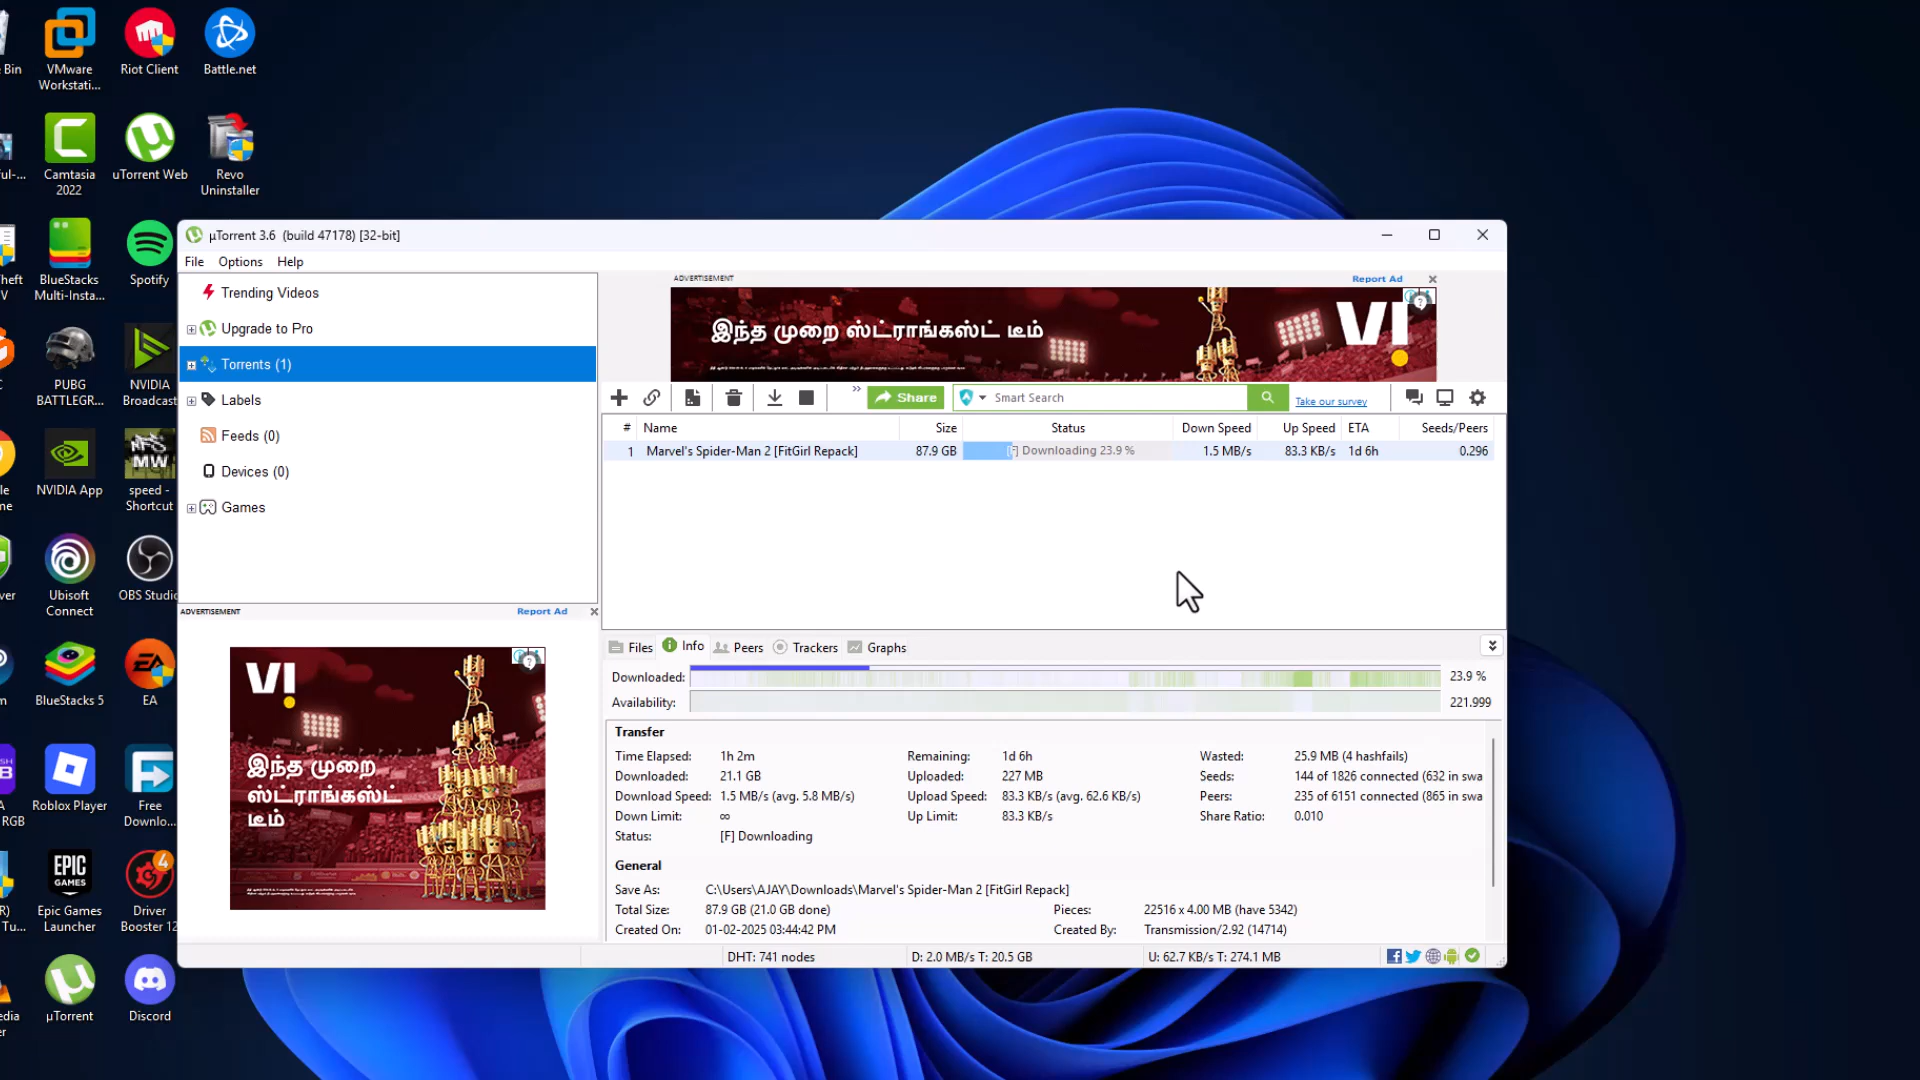 Bin
VMware
Workstati...
Riot Client
Battle.net
ful-...
Camtasia
2022
µTorrent Web
Revo
Uninstaller
heft
V
BlueStacks
Multi-Insta...
Spotify
C
PUBG
BATTLEGR...
NVIDIA
Broadcast
NVIDIA App
speed -
Shortcut
Ubisoft
Connect
OBS Studio
BlueStacks 5
EA
RGB
Roblox Player
Free
Downlo...
Tu...
EPIC
GAMES
Epic Games
Launcher
4
Driver
Booster 12
edia
er
µTorrent
Discord
µTorrent 3.6 (build 47178) [32-bit]
File Options Help
Trending Videos
Upgrade to Pro
Torrents (1)
Labels
Feeds (0)
Devices (0)
Games
ADVERTISEMENT Report Ad
VI
இந்த முறை
ஸ்ட்ராங்கஸ்ட்
டீம்
ADVERTISEMENT Report Ad
இந்த முறை ஸ்ட்ராங்கஸ்ட் டீம் VI
Share Smart Search Take our survey
# Name Size Status Down Speed Up Speed ETA Seeds/Peers
1 Marvel's Spider-Man 2 [FitGirl Repack] 87.9 GB [F] Downloading 23.9 % 1.5 MB/s 83.3 KB/s 1d 6h 0.296
Files Info Peers Trackers Graphs
Downloaded: 23.9 %
Availability: 221.999
Transfer
Time Elapsed: 1h 2m Remaining: 1d 6h Wasted: 25.9 MB (4 hashfails)
Downloaded: 21.1 GB Uploaded: 227 MB Seeds: 144 of 1826 connected (632 in swa
Download Speed: 1.5 MB/s (avg. 5.8 MB/s) Upload Speed: 83.3 KB/s (avg. 62.6 KB/s) Peers: 235 of 6151 connected (865 in swa
Down Limit: ∞ Up Limit: 83.3 KB/s Share Ratio: 0.010
Status: [F] Downloading
General
Save As: C:\Users\AJAY\Downloads\Marvel's Spider-Man 2 [FitGirl Repack]
Total Size: 87.9 GB (21.0 GB done) Pieces: 22516 x 4.00 MB (have 5342)
Created On: 01-02-2025 03:44:42 PM Created By: Transmission/2.92 (14714)
DHT: 741 nodes D: 2.0 MB/s T: 20.5 GB U: 62.7 KB/s T: 274.1 MB